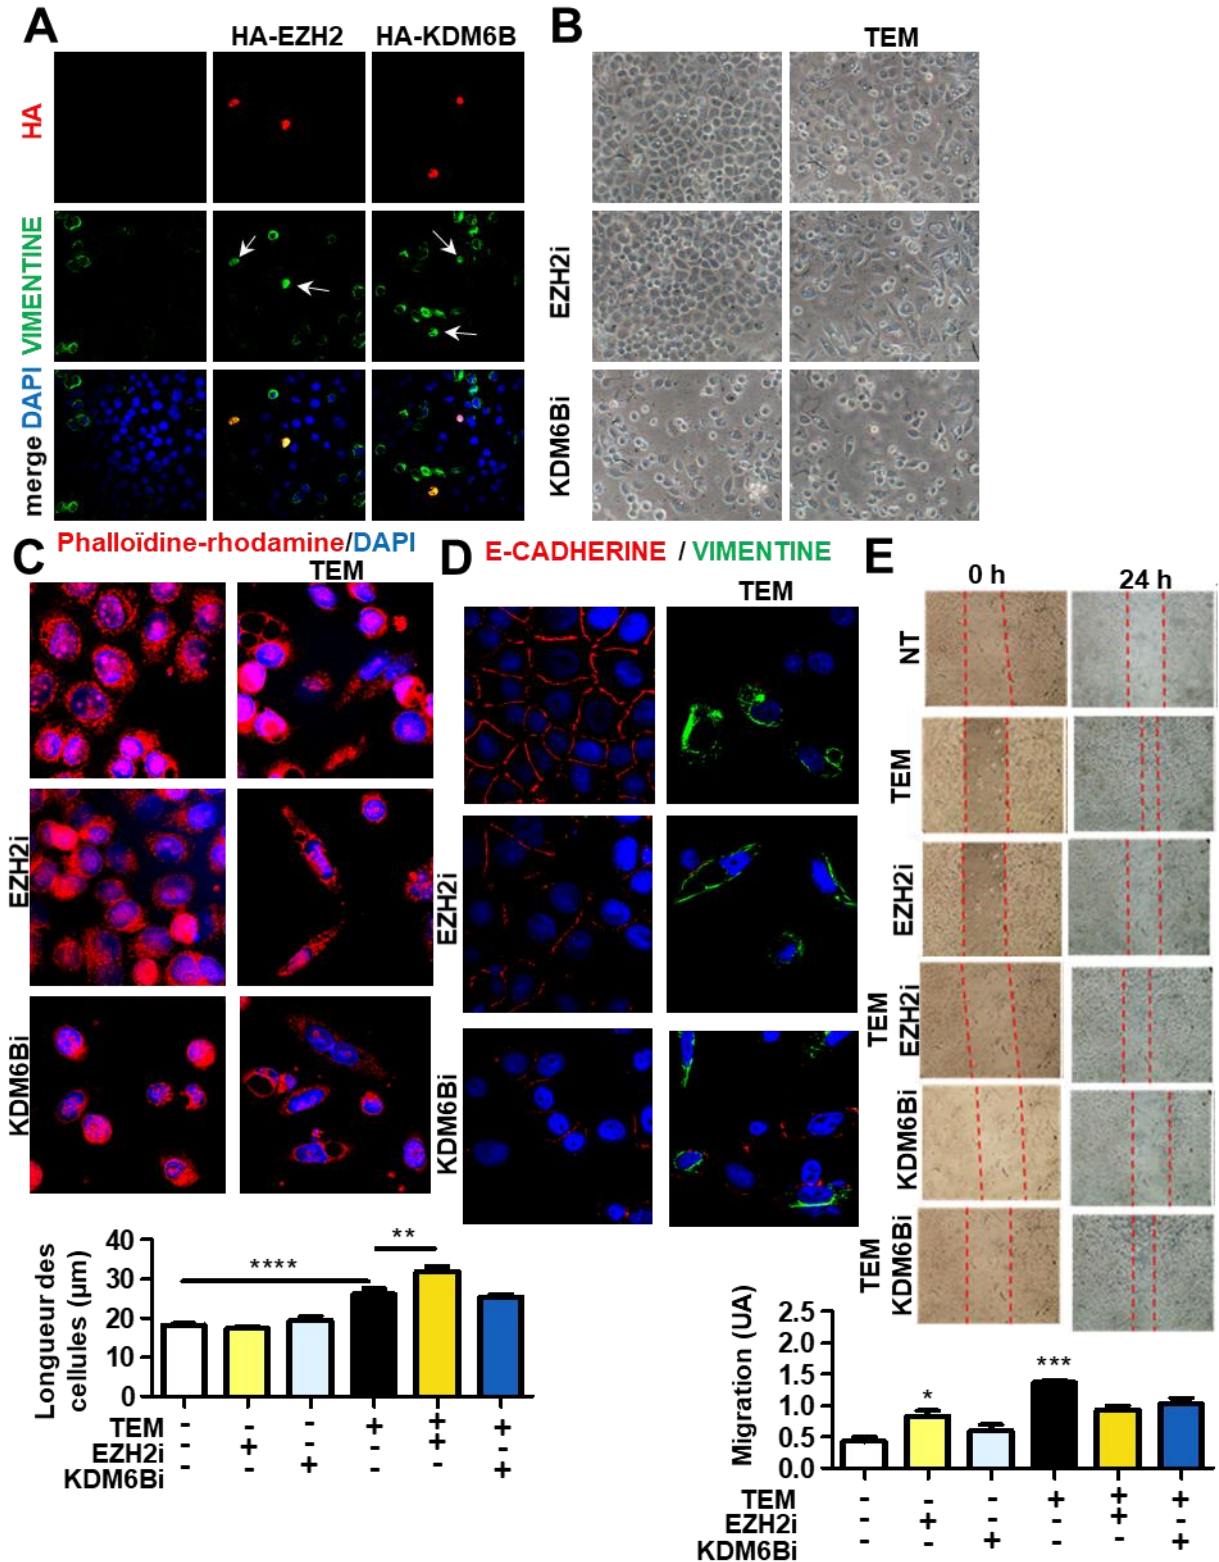 A
HA-EZH2
HA-KDM6B
HA
VIMENTINE
merge DAPI
B
TEM
EZH2i
KDM6Bi
C
Phalloïdine-rhodamine/DAPI
TEM
EZH2i
KDM6Bi
Longueur des
cellules (µm)
40
30
20
10
0
****
**
TEM - - - + + +
EZH2i - + - - + -
KDM6Bi - - + - - +
D
E-CADHERINE / VIMENTINE
TEM
EZH2i
KDM6Bi
E
0 h
24 h
NT
TEM
EZH2i
TEM
EZH2i
KDM6Bi
TEM
KDM6Bi
Migration (UA)
2.5
2.0
1.5
1.0
0.5
0.0
*
***
TEM - - - + + +
EZH2i - + - - + -
KDM6Bi - - + - - +